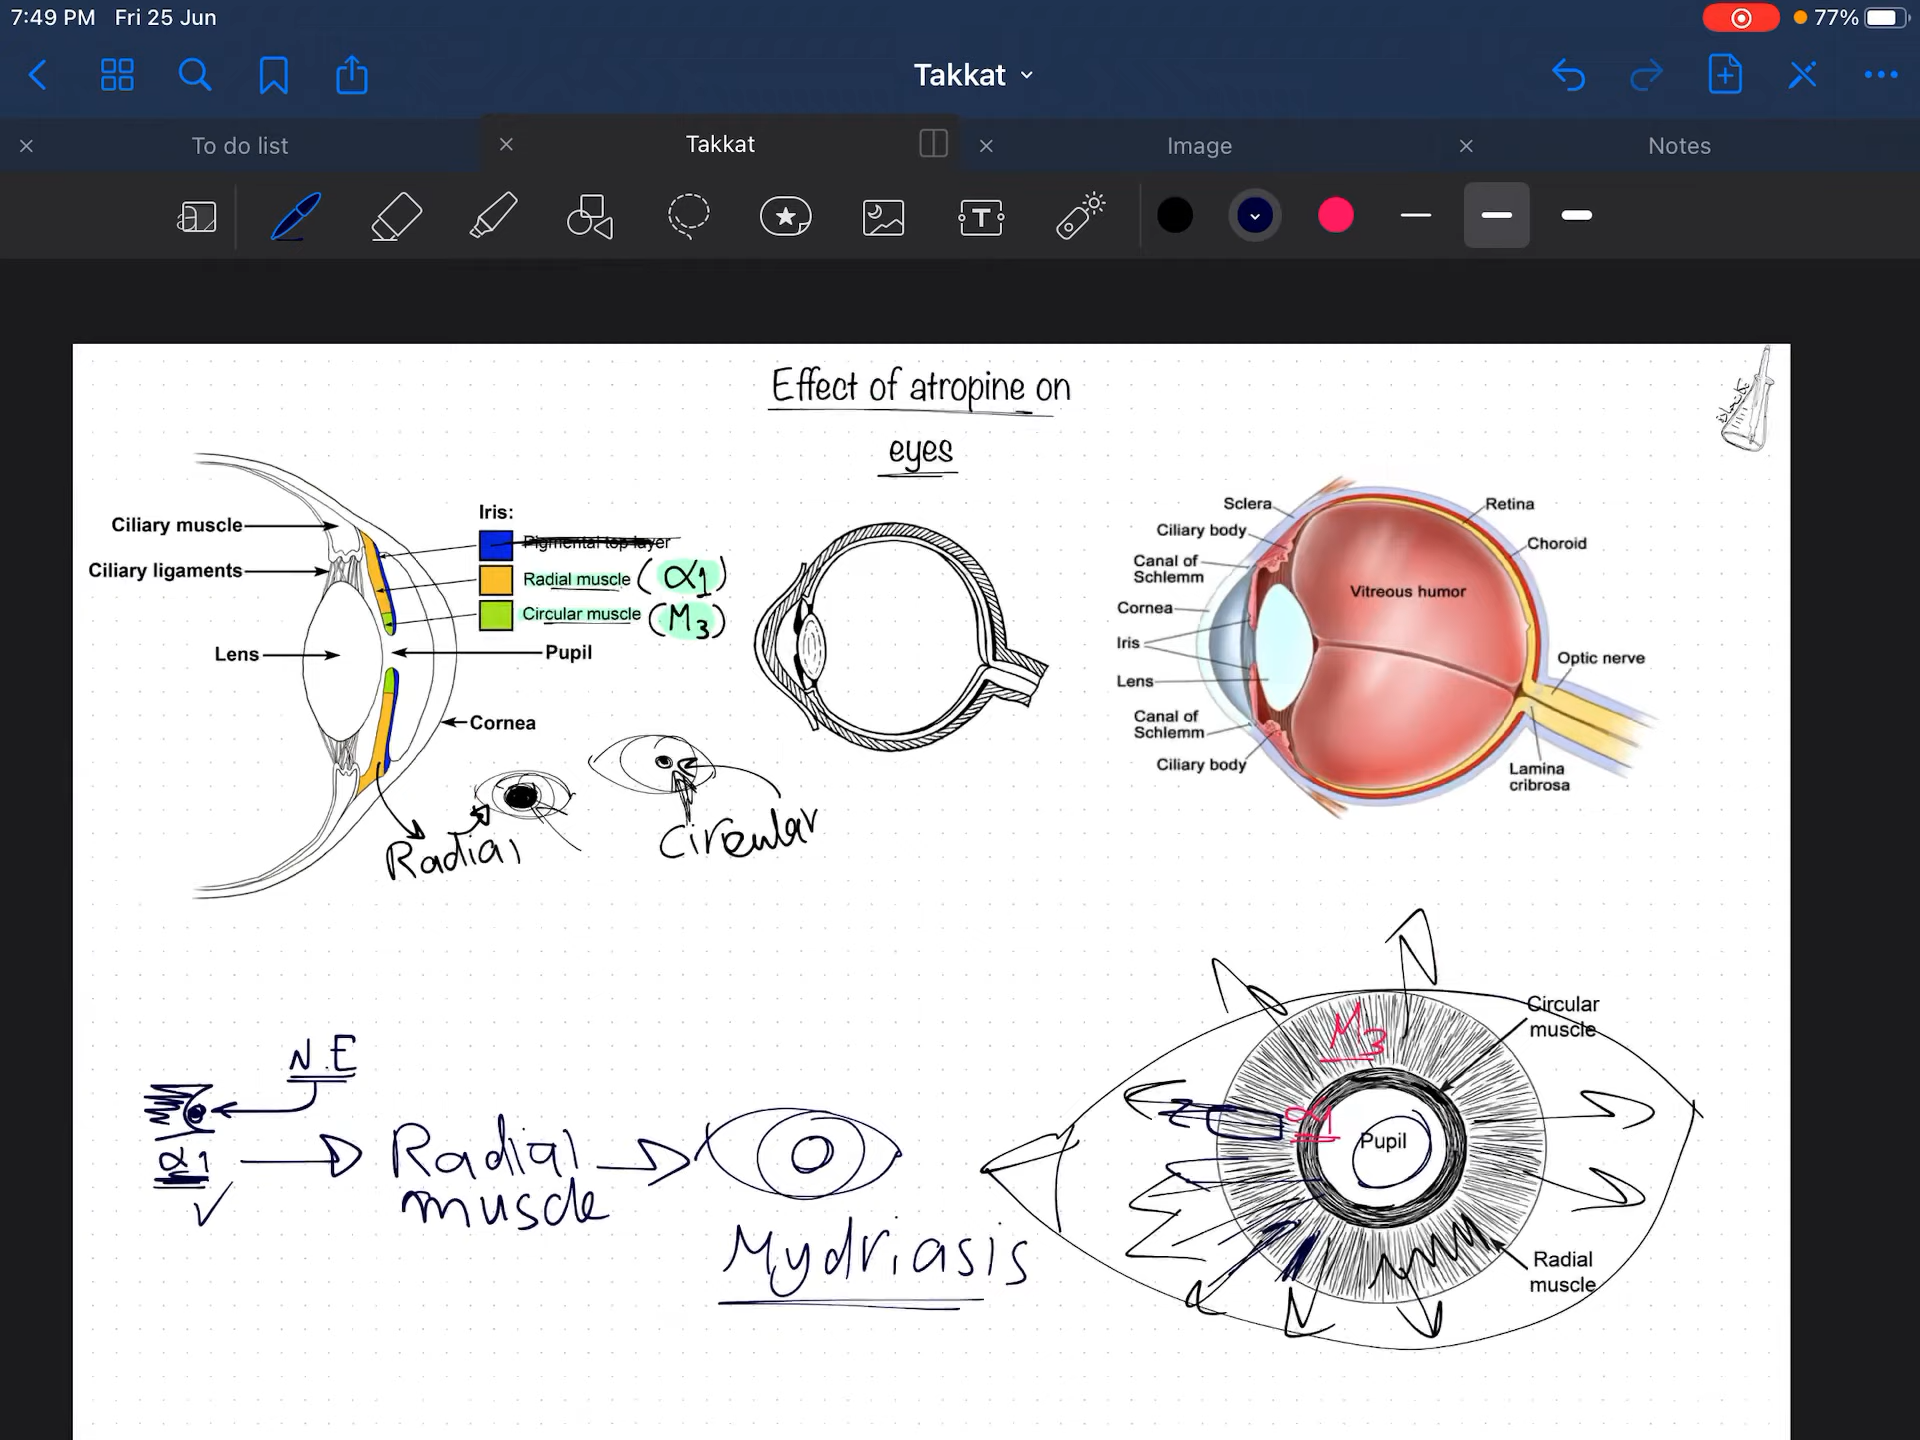 7:49 PM Fri 25 Jun
77%
Takkat
To do list
Takkat
Image
Notes
Effect of atropine on
eyes
Ciliary muscle
Ciliary ligaments
Lens
Iris:
Pigmental top layer
Radial muscle (α1)
Circular muscle (M3)
Pupil
Cornea
Radial
Circular
Sclera
Ciliary body
Canal of
Schlemm
Cornea
Iris
Lens
Canal of
Schlemm
Ciliary body
Retina
Choroid
Vitreous humor
Optic nerve
Lamina
cribrosa
N.E
α1
Radial
muscle
Mydriasis
M3
α1
Pupil
Circular
muscle
Radial
muscle